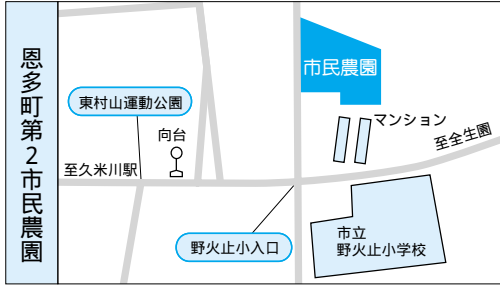 恩多町第2市民農園
市民農園
東村山運動公園
向台
マンション
至全生園
至久米川駅
野火止小入口
市立
野火止小学校